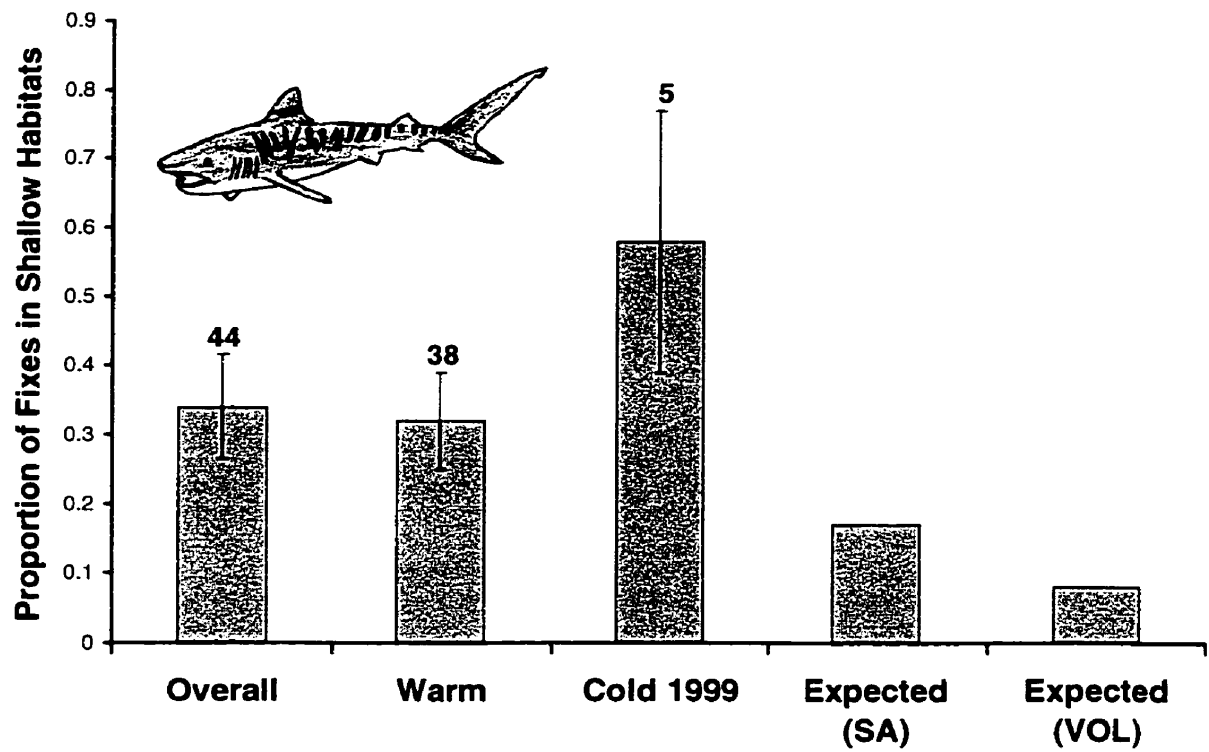 Proportion of Fixes in Shallow Habitats
0.9
0.8
0.7
0.6
0.5
0.4
0.3
0.2
0.1
0
44
38
5
Overall
Warm
Cold 1999
Expected
(SA)
Expected
(VOL)